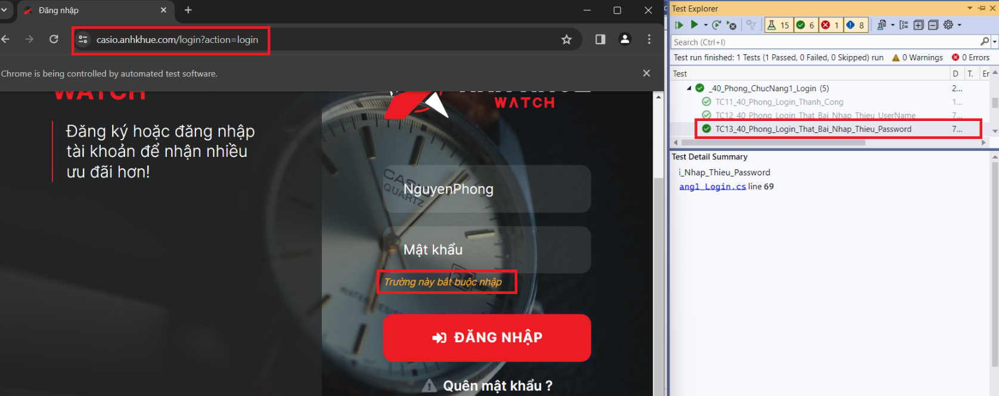 Đăng nhập
casio.anhkhue.com/login?action=login
Chrome is being controlled by automated test software.
WATCH
Đăng ký hoặc đăng nhập
tài khoản để nhận nhiều
ưu đãi hơn!
WATCH
CASIO
QUARTZ
NguyenPhong
Mật khẩu
Trường này bắt buộc nhập
ĐĂNG NHẬP
Quên mật khẩu ?
Test Explorer
15 6 1 8
Search (Ctrl+I)
Test run finished: 1 Tests (1 Passed, 0 Failed, 0 Skipped) run 0 Warnings 0 Errors
Test D T. Er
_40_Phong_ChucNang1_Login (5) 2...
TC11_40_Phong_Login_Thanh_Cong 1...
TC12_40_Phong_Login_That_Bai_Nhap_Thieu_UserName 7...
TC13_40_Phong_Login_That_Bai_Nhap_Thieu_Password 7...
Test Detail Summary
i_Nhap_Thieu_Password
ang1_Login.cs line 69